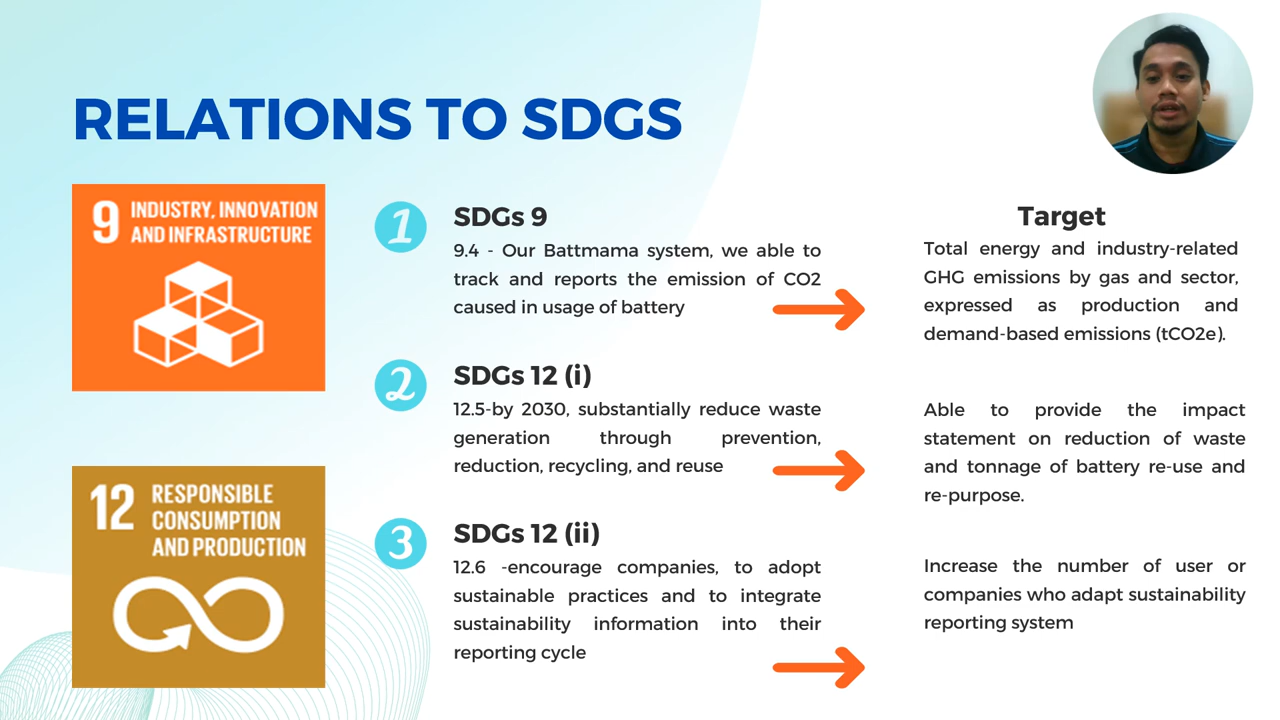 RELATIONS TO SDGS
9 INDUSTRY, INNOVATION
AND INFRASTRUCTURE
1
SDGs 9
9.4 - Our Battmama system, we able to
track and reports the emission of CO2
caused in usage of battery
Target
Total energy and industry-related
GHG emissions by gas and sector,
expressed as production and
demand-based emissions (tCO2e).
2
SDGs 12 (i)
12.5-by 2030, substantially reduce waste
generation through prevention,
reduction, recycling, and reuse
Able to provide the impact
statement on reduction of waste
and tonnage of battery re-use and
re-purpose.
12 RESPONSIBLE
CONSUMPTION
AND PRODUCTION
3
SDGs 12 (ii)
12.6 -encourage companies, to adopt
sustainable practices and to integrate
sustainability information into their
reporting cycle
Increase the number of user or
companies who adapt sustainability
reporting system